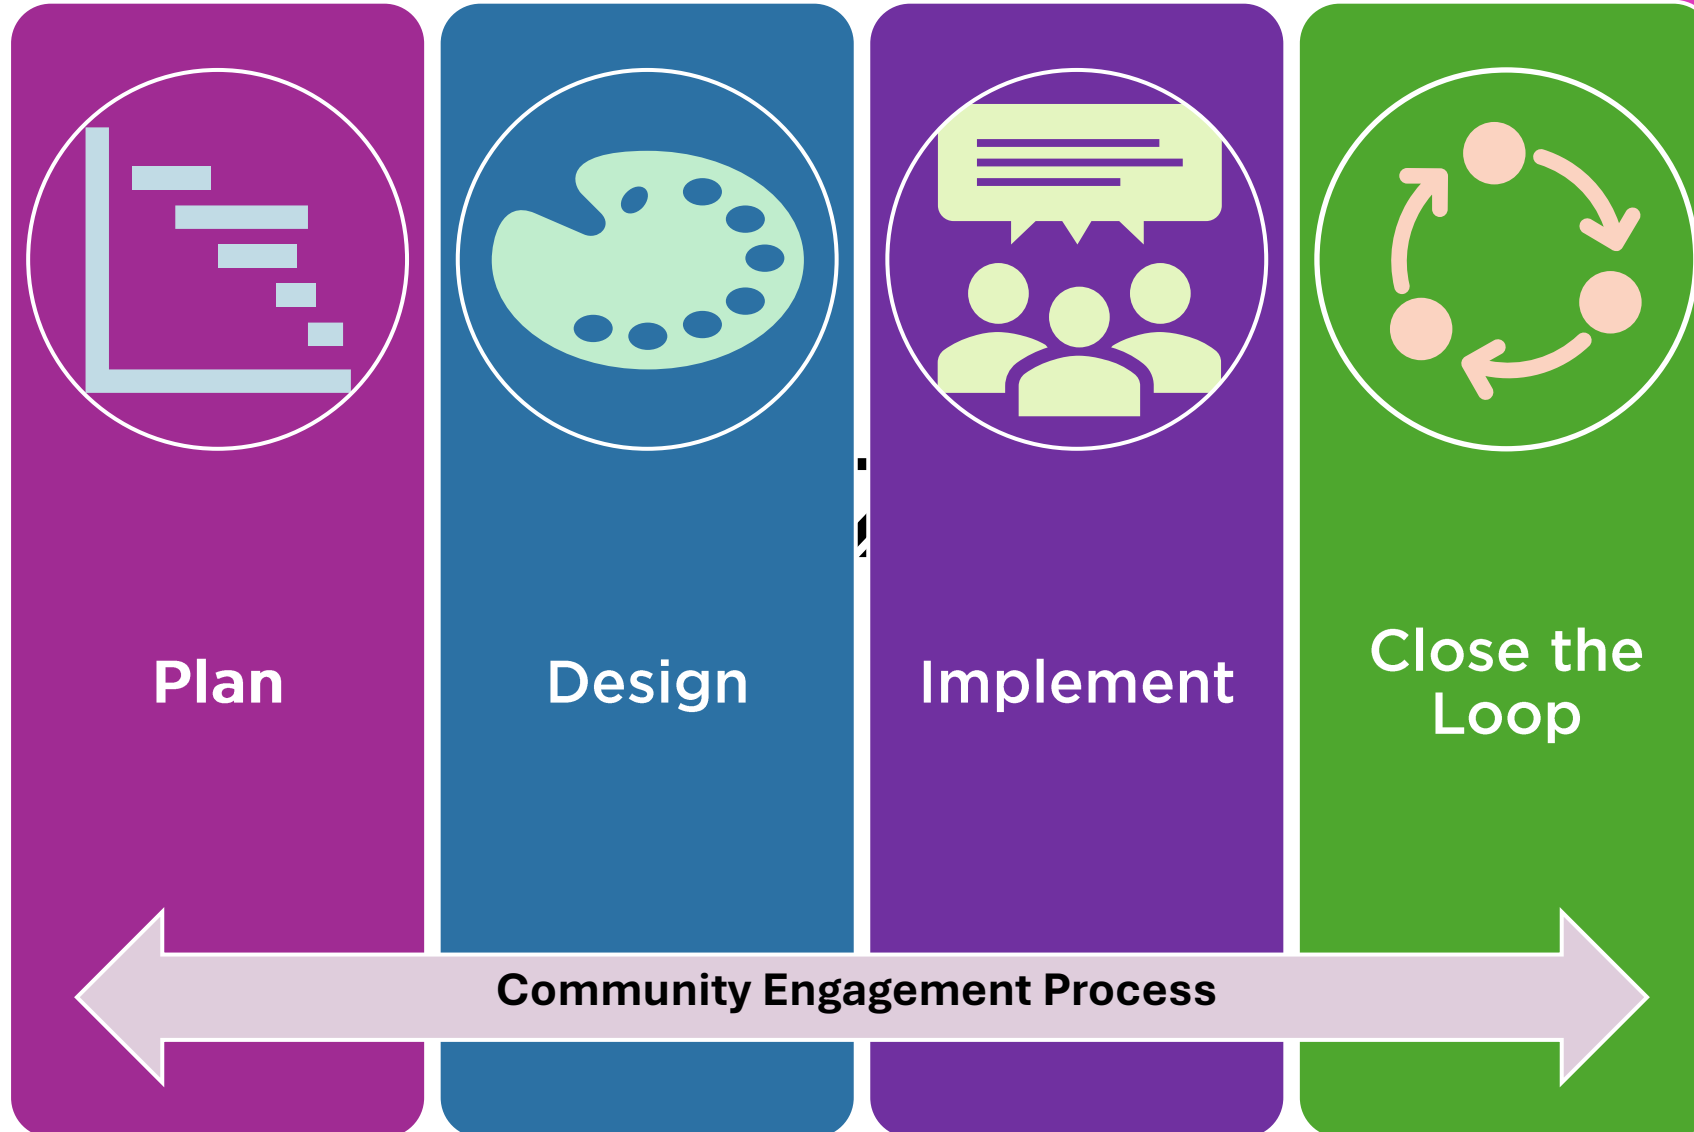 Plan
Design
Implement
Close the
Loop
Community Engagement Process